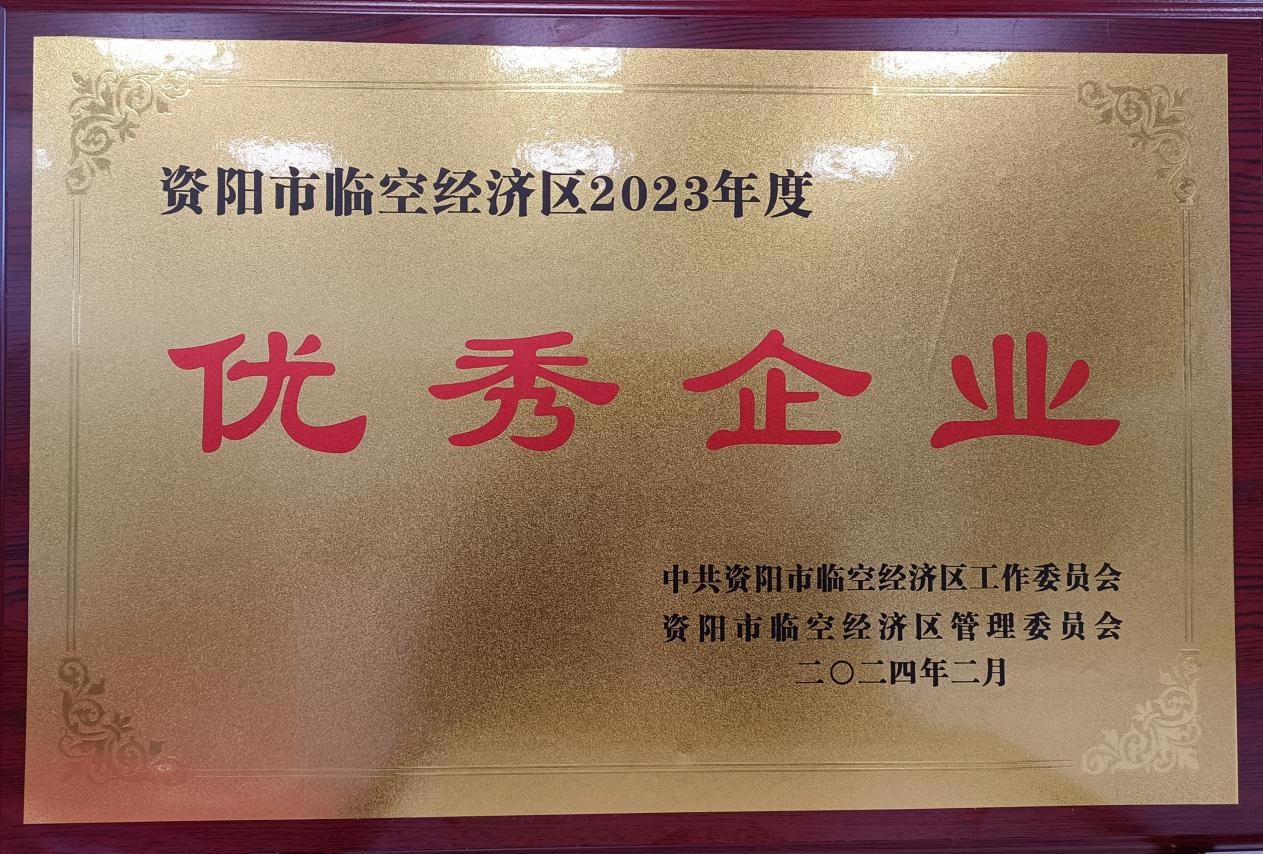 资阳市临空经济区2023年度
优秀企业
中共资阳市临空经济区工作委员会
资阳市临空经济区管理委员会
二〇二四年二月